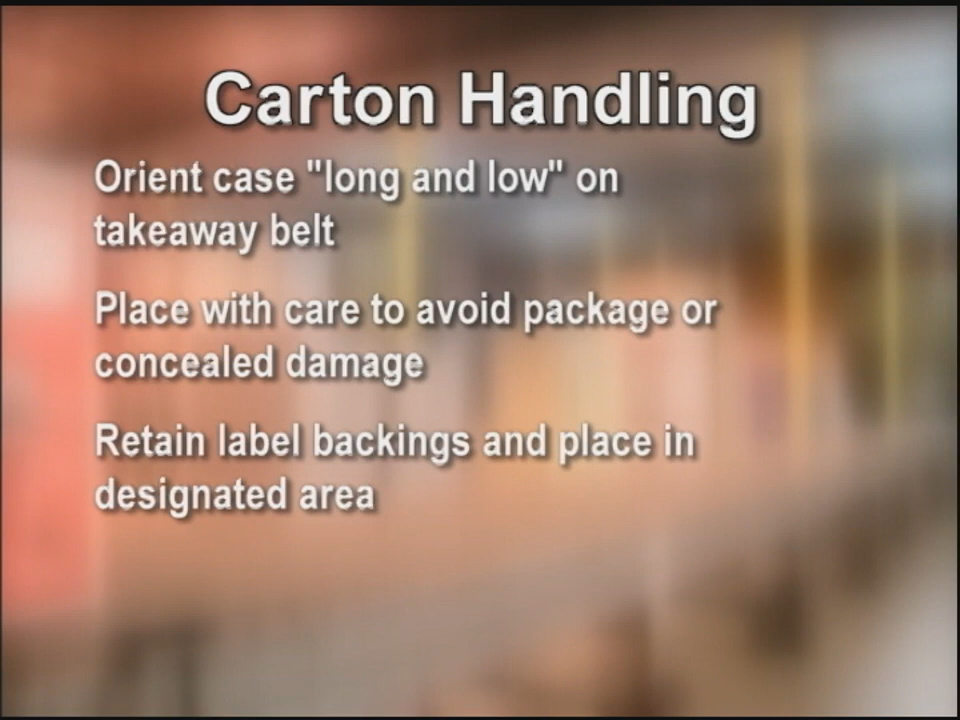 Carton Handling
Orient case "long and low" on
takeaway belt
Place with care to avoid package or
concealed damage
Retain label backings and place in
designated area